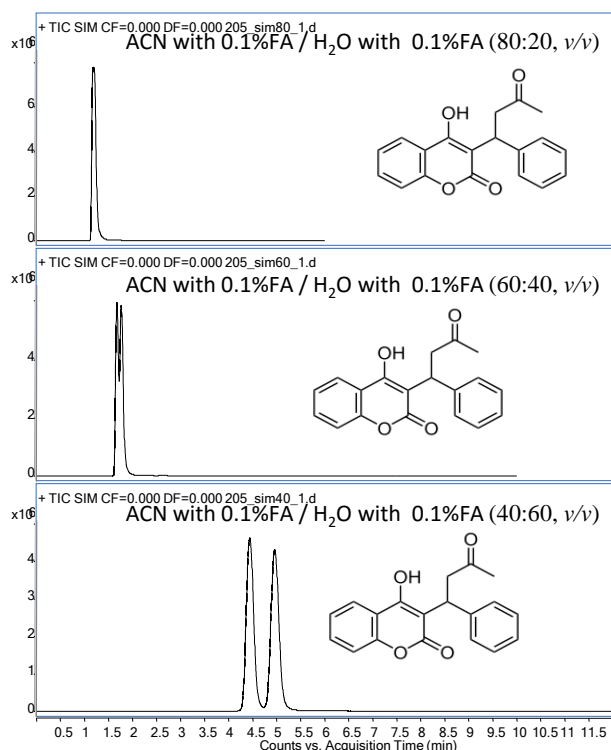 + TIC SIM CF=0.000 DF=0.000 205_sim80_1.d
x10 6
ACN with 0.1%FA / H₂O with 0.1%FA (80:20, v/v)
6
4
2
0
OH
O
O
O
+ TIC SIM CF=0.000 DF=0.000 205_sim60_1.d
x10 6
ACN with 0.1%FA / H₂O with 0.1%FA (60:40, v/v)
4
2
0
OH
O
O
O
+ TIC SIM CF=0.000 DF=0.000 205_sim40_1.d
x10 6
ACN with 0.1%FA / H₂O with 0.1%FA (40:60, v/v)
4
3
2
1
0
OH
O
O
O
0.5 1 1.5 2 2.5 3 3.5 4 4.5 5 5.5 6 6.5 7 7.5 8 8.5 9 9.5 10 10.5 11 11.5
Counts vs. Acquisition Time (min)